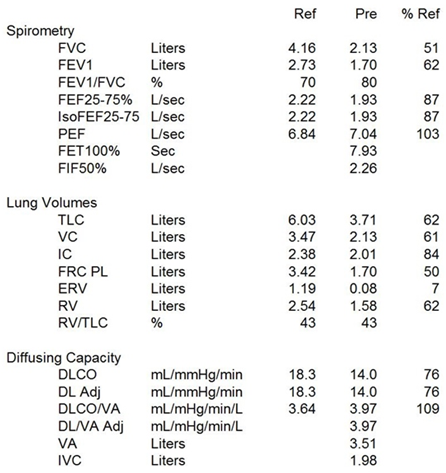 Ref Pre % Ref
Spirometry
FVC Liters 4.16 2.13 51
FEV1 Liters 2.73 1.70 62
FEV1/FVC % 70 80
FEF25-75% L/sec 2.22 1.93 87
IsoFEF25-75 L/sec 2.22 1.93 87
PEF L/sec 6.84 7.04 103
FET100% Sec 7.93
FIF50% L/sec 2.26
Lung Volumes
TLC Liters 6.03 3.71 62
VC Liters 3.47 2.13 61
IC Liters 2.38 2.01 84
FRC PL Liters 3.42 1.70 50
ERV Liters 1.19 0.08 7
RV Liters 2.54 1.58 62
RV/TLC % 43 43
Diffusing Capacity
DLCO mL/mmHg/min 18.3 14.0 76
DL Adj mL/mmHg/min 18.3 14.0 76
DLCO/VA mL/mHg/min/L 3.64 3.97 109
DL/VA Adj mL/mHg/min/L 3.97
VA Liters 3.51
IVC Liters 1.98